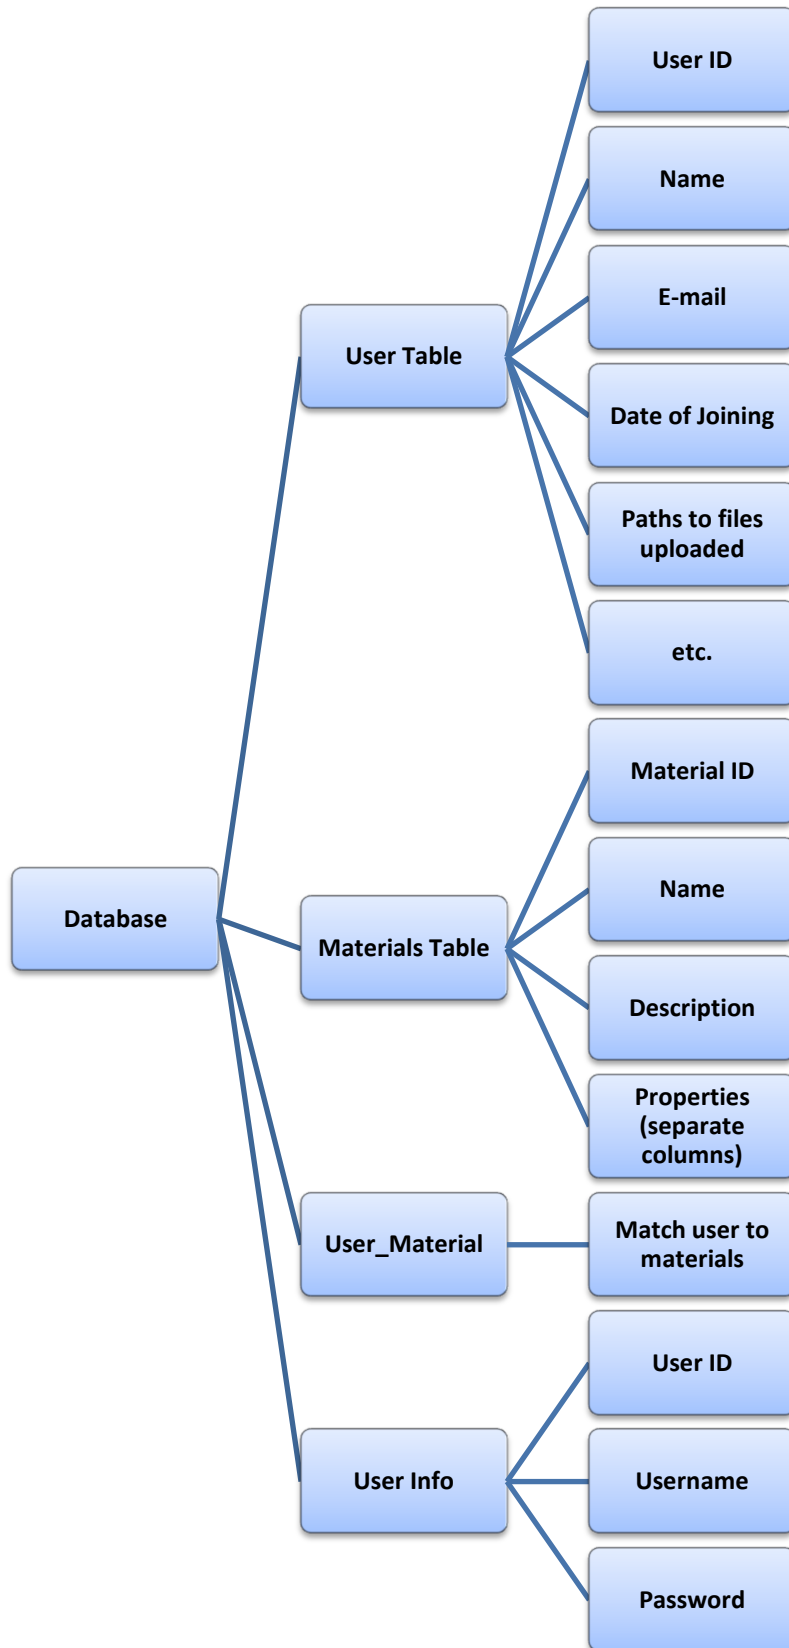 User ID
Name
E-mail
User Table
Date of Joining
Paths to files
uploaded
etc.
Material ID
Name
Database
Materials Table
Description
Properties
(separate
columns)
User_Material
Match user to
materials
User ID
User Info
Username
Password